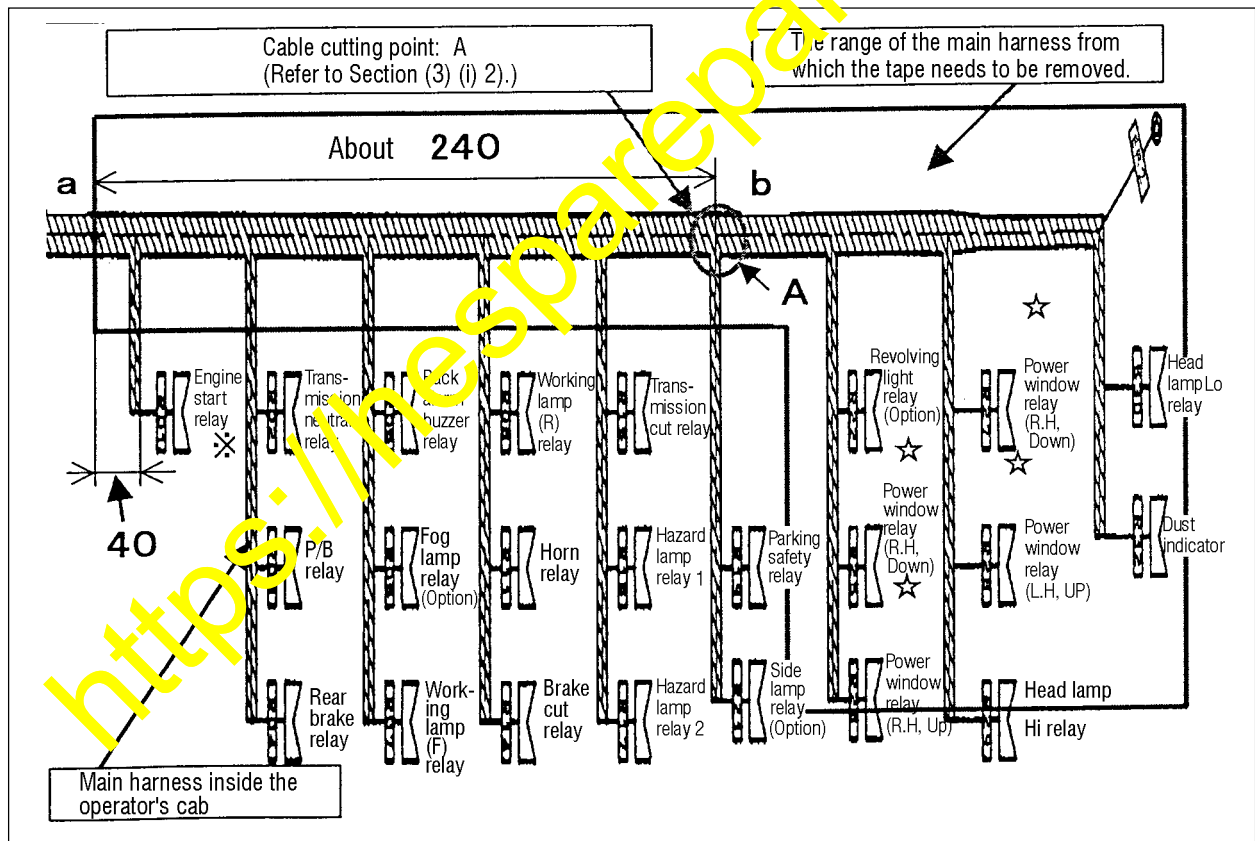 Cable cutting point: A
(Refer to Section (3) (i) 2).)
The range of the main harness from
which the tape needs to be removed.
About 240
a
b
A
40
Engine
start
relay
※
Trans-
mission
neutral
relay
Back
alarm
buzzer
relay
Working
lamp
(R)
relay
Trans-
mission
cut relay
Revolving
light
relay
(Option)
☆
Power
window
relay
(R.H,
Down)
☆
☆
Head
lamp Lo
relay
P/B
relay
Fog
lamp
relay
(Option)
Horn
relay
Hazard
lamp
relay 1
Parking
safety
relay
Power
window
relay
(R.H,
Down)
☆
Power
window
relay
(L.H, UP)
Dust
indicator
Rear
brake
relay
Work-
ing
lamp
(F)
relay
Brake
cut
relay
Hazard
lamp
relay 2
Side
lamp
relay
(Option)
Power
window
relay
(R.H, Up)
Head lamp
Hi relay
Main harness inside the
operator's cab